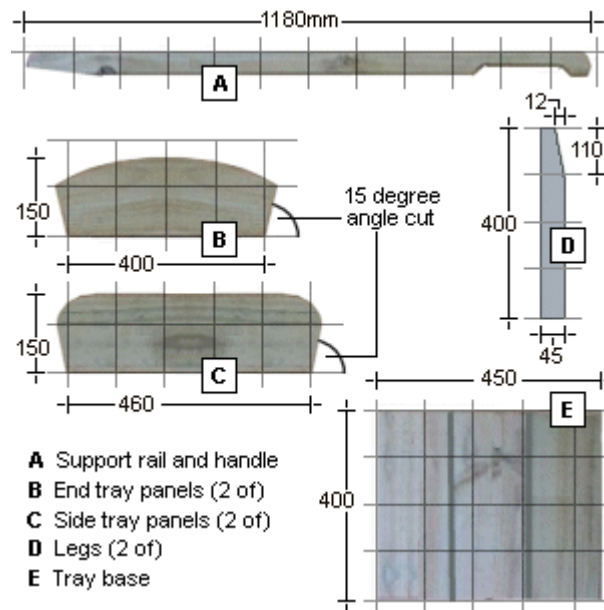 1180mm
A
12
110
150
15 degree
angle cut
400
B
400
D
150
C
45
460
450
E
A Support rail and handle
B End tray panels (2 of)
C Side tray panels (2 of)
D Legs (2 of)
E Tray base
400